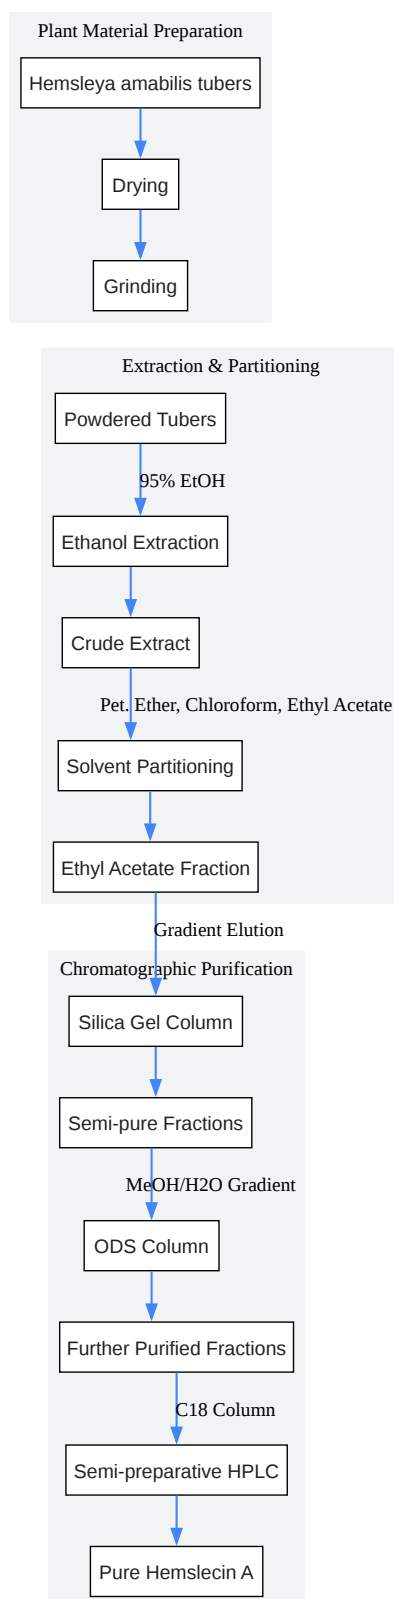 Plant Material Preparation
Hemsleya amabilis tubers
Drying
Grinding
Extraction & Partitioning
Powdered Tubers
95% EtOH
Ethanol Extraction
Crude Extract
Pet. Ether, Chloroform, Ethyl Acetate
Solvent Partitioning
Ethyl Acetate Fraction
Gradient Elution
Chromatographic Purification
Silica Gel Column
Semi-pure Fractions
MeOH/H2O Gradient
ODS Column
Further Purified Fractions
C18 Column
Semi-preparative HPLC
Pure Hemslecin A